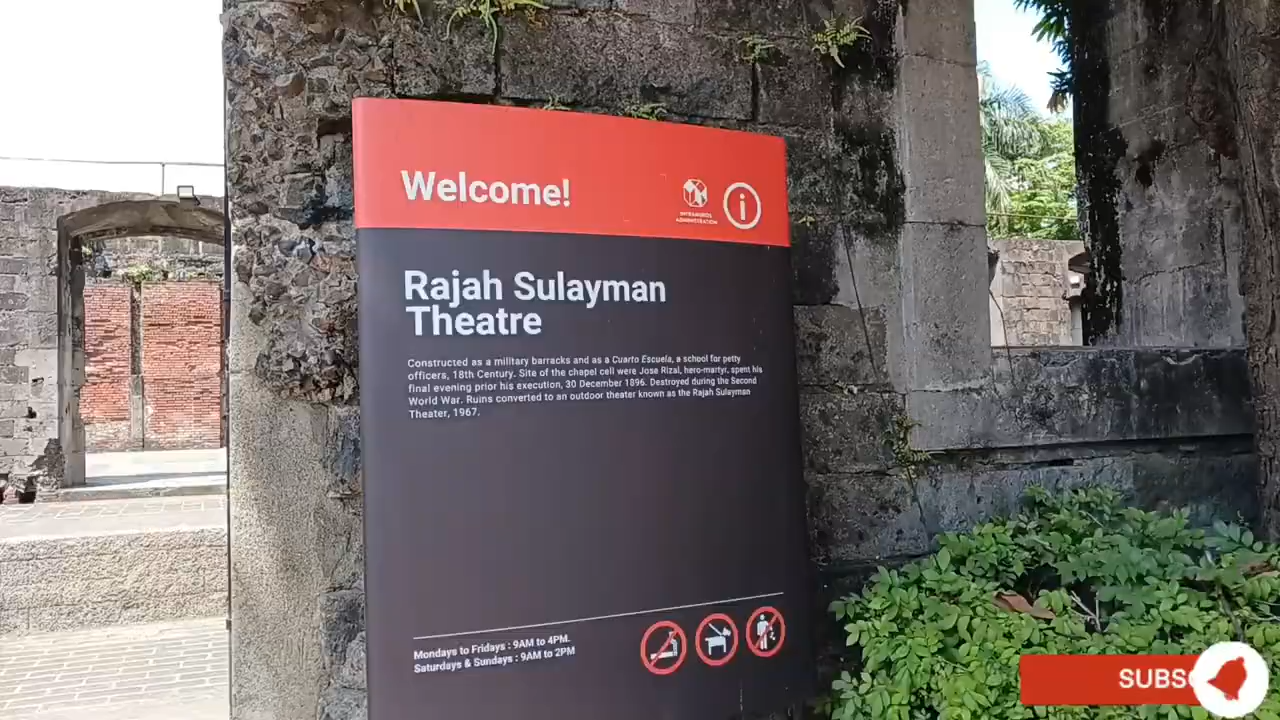 Welcome!
INTRAMUROS
ADMINISTRATION
i
Rajah Sulayman
Theatre
Constructed as a military barracks and as a Cuarto Escuela, a school for petty
officers, 18th Century. Site of the chapel cell were Jose Rizal, hero-martyr, spent his
final evening prior his execution, 30 December 1896. Destroyed during the Second
World War. Ruins converted to an outdoor theater known as the Rajah Sulayman
Theater, 1967.
Mondays to Fridays : 9AM to 4PM.
Saturdays & Sundays : 9AM to 2PM
SUBS